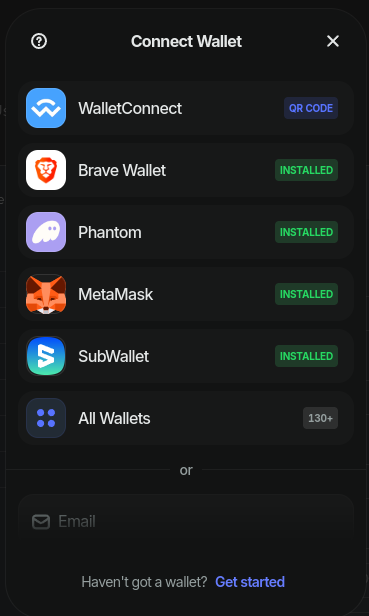 Connect Wallet
WalletConnect QR CODE
Brave Wallet INSTALLED
Phantom INSTALLED
MetaMask INSTALLED
SubWallet INSTALLED
All Wallets 130+
or
Email
Haven't got a wallet? Get started